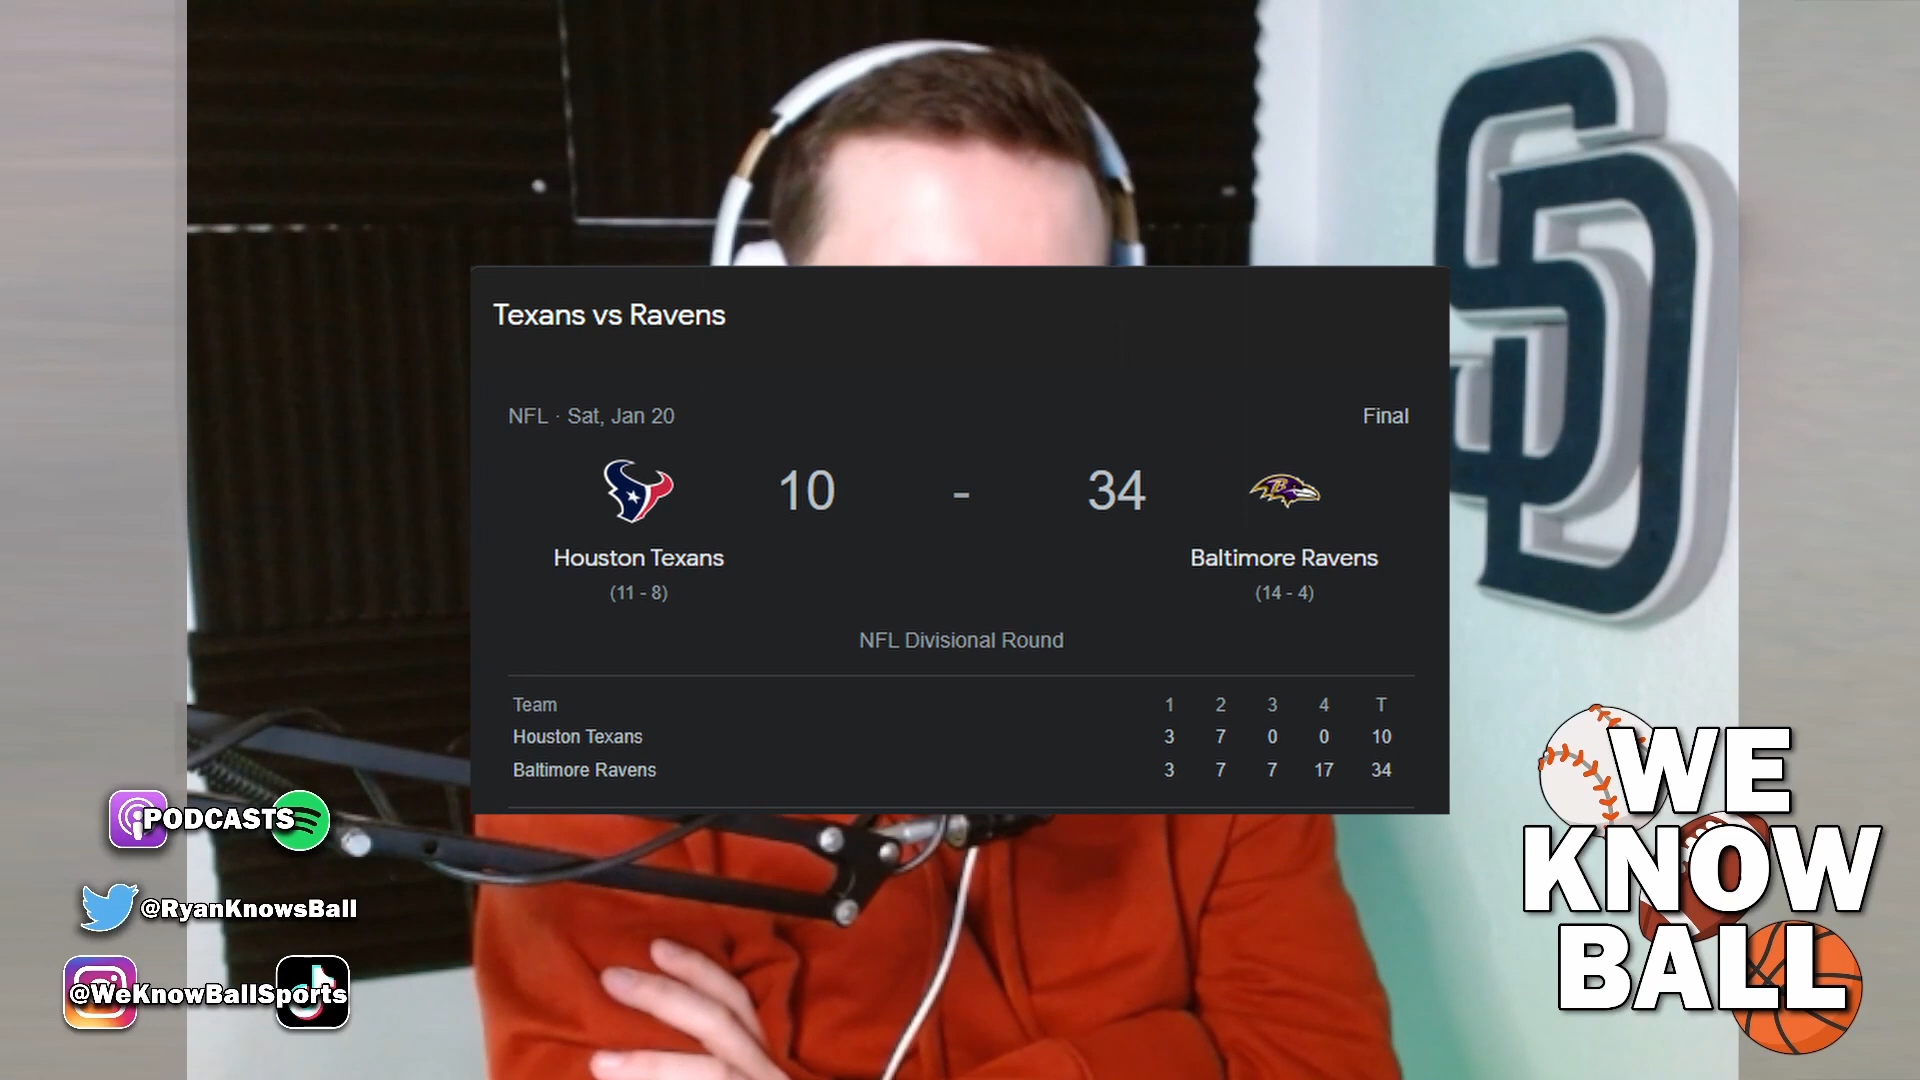 Texans vs Ravens
NFL · Sat, Jan 20
Final
10 - 34
Houston Texans
Baltimore Ravens
(11 - 8)
(14 - 4)
NFL Divisional Round
Team 1 2 3 4 T
Houston Texans 3 7 0 0 10
Baltimore Ravens 3 7 7 17 34
PODCASTS
@RyanKnowsBall
@WeKnowBallSports
WE
KNOW
BALL
SD
B